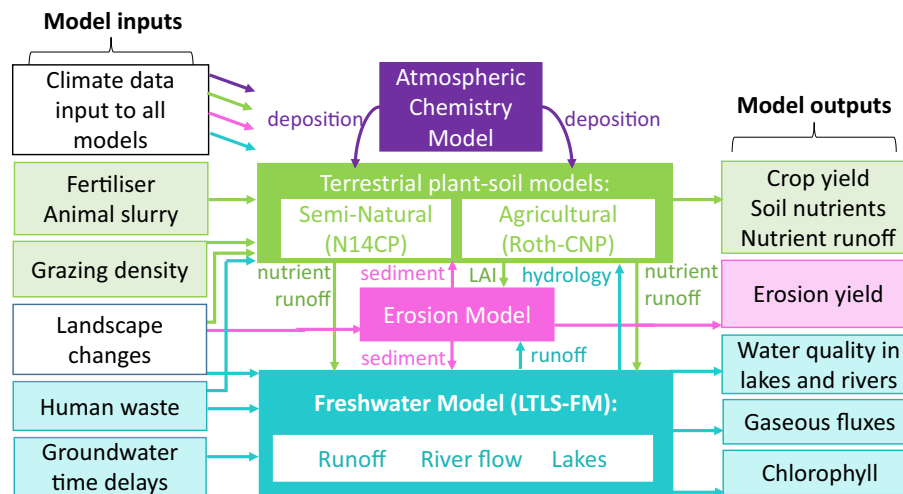 Model inputs
Climate data
input to all
models
Fertiliser
Animal slurry
Grazing density
Landscape
changes
Human waste
Groundwater
time delays
Atmospheric
Chemistry
Model
deposition
deposition
Terrestrial plant-soil models:
Semi-Natural
(N14CP)
Agricultural
(Roth-CNP)
nutrient
runoff
sediment
LAI
hydrology
nutrient
runoff
Erosion Model
sediment
runoff
Freshwater Model (LTLS-FM):
Runoff River flow Lakes
Model outputs
Crop yield
Soil nutrients
Nutrient runoff
Erosion yield
Water quality in
lakes and rivers
Gaseous fluxes
Chlorophyll